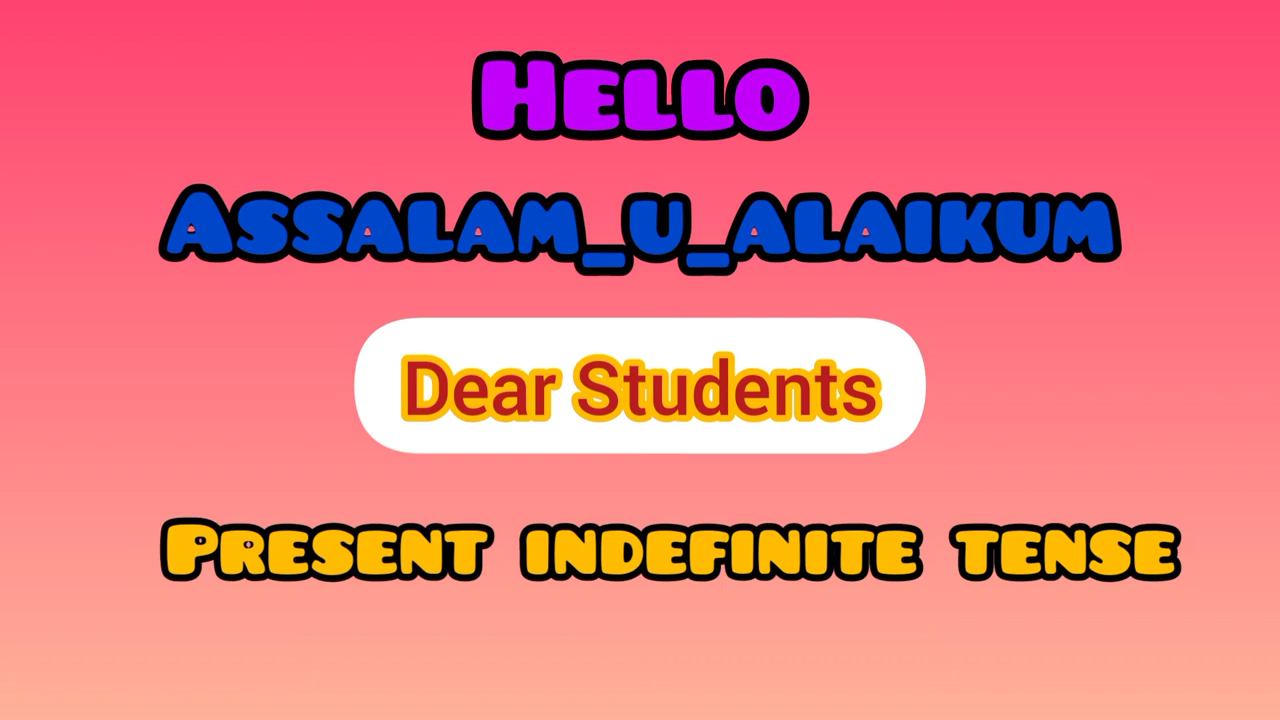 Hello
Assalam_u_alaikum
Dear Students
Present indefinite tense